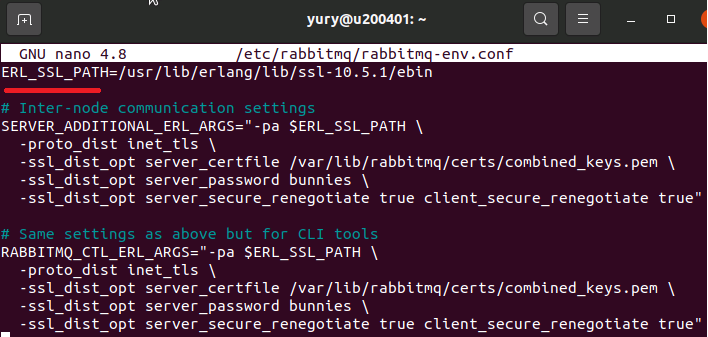 yury@u200401: ~
GNU nano 4.8 /etc/rabbitmq/rabbitmq-env.conf
ERL_SSL_PATH=/usr/lib/erlang/lib/ssl-10.5.1/ebin
# Inter-node communication settings
SERVER_ADDITIONAL_ERL_ARGS="-pa $ERL_SSL_PATH \
-proto_dist inet_tls \
-ssl_dist_opt server_certfile /var/lib/rabbitmq/certs/combined_keys.pem \
-ssl_dist_opt server_password bunnies \
-ssl_dist_opt server_secure_renegotiate true client_secure_renegotiate true"
# Same settings as above but for CLI tools
RABBITMQ_CTL_ERL_ARGS="-pa $ERL_SSL_PATH \
-proto_dist inet_tls \
-ssl_dist_opt server_certfile /var/lib/rabbitmq/certs/combined_keys.pem \
-ssl_dist_opt server_password bunnies \
-ssl_dist_opt server_secure_renegotiate true client_secure_renegotiate true"